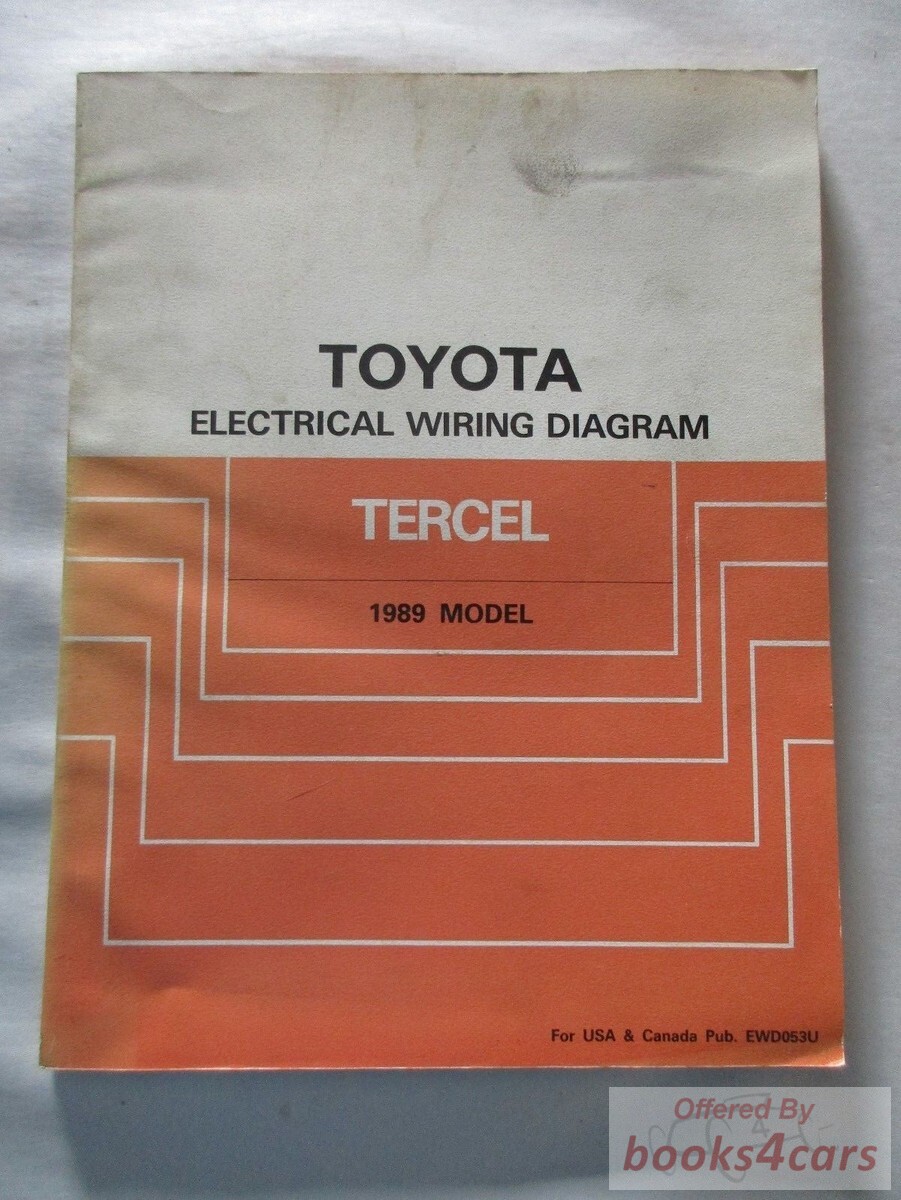 TOYOTA
ELECTRICAL WIRING DIAGRAM
TERCEL
1989 MODEL
For USA & Canada Pub. EWD053U
Offered By
books4cars